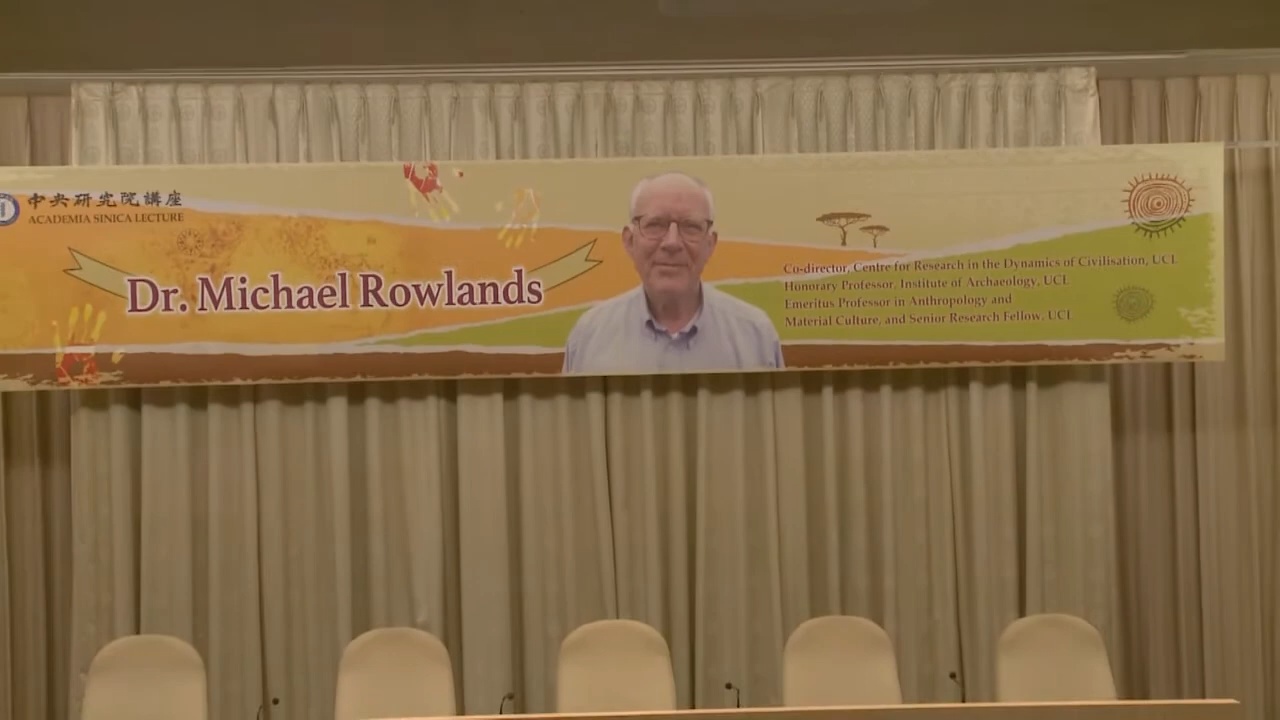 中央研究院講座
ACADEMIA SINICA LECTURE
Dr. Michael Rowlands
Co-director, Centre for Research in the Dynamics of Civilisation, UCL
Honorary Professor, Institute of Archaeology, UCL
Emeritus Professor in Anthropology and
Material Culture, and Senior Research Fellow, UCL